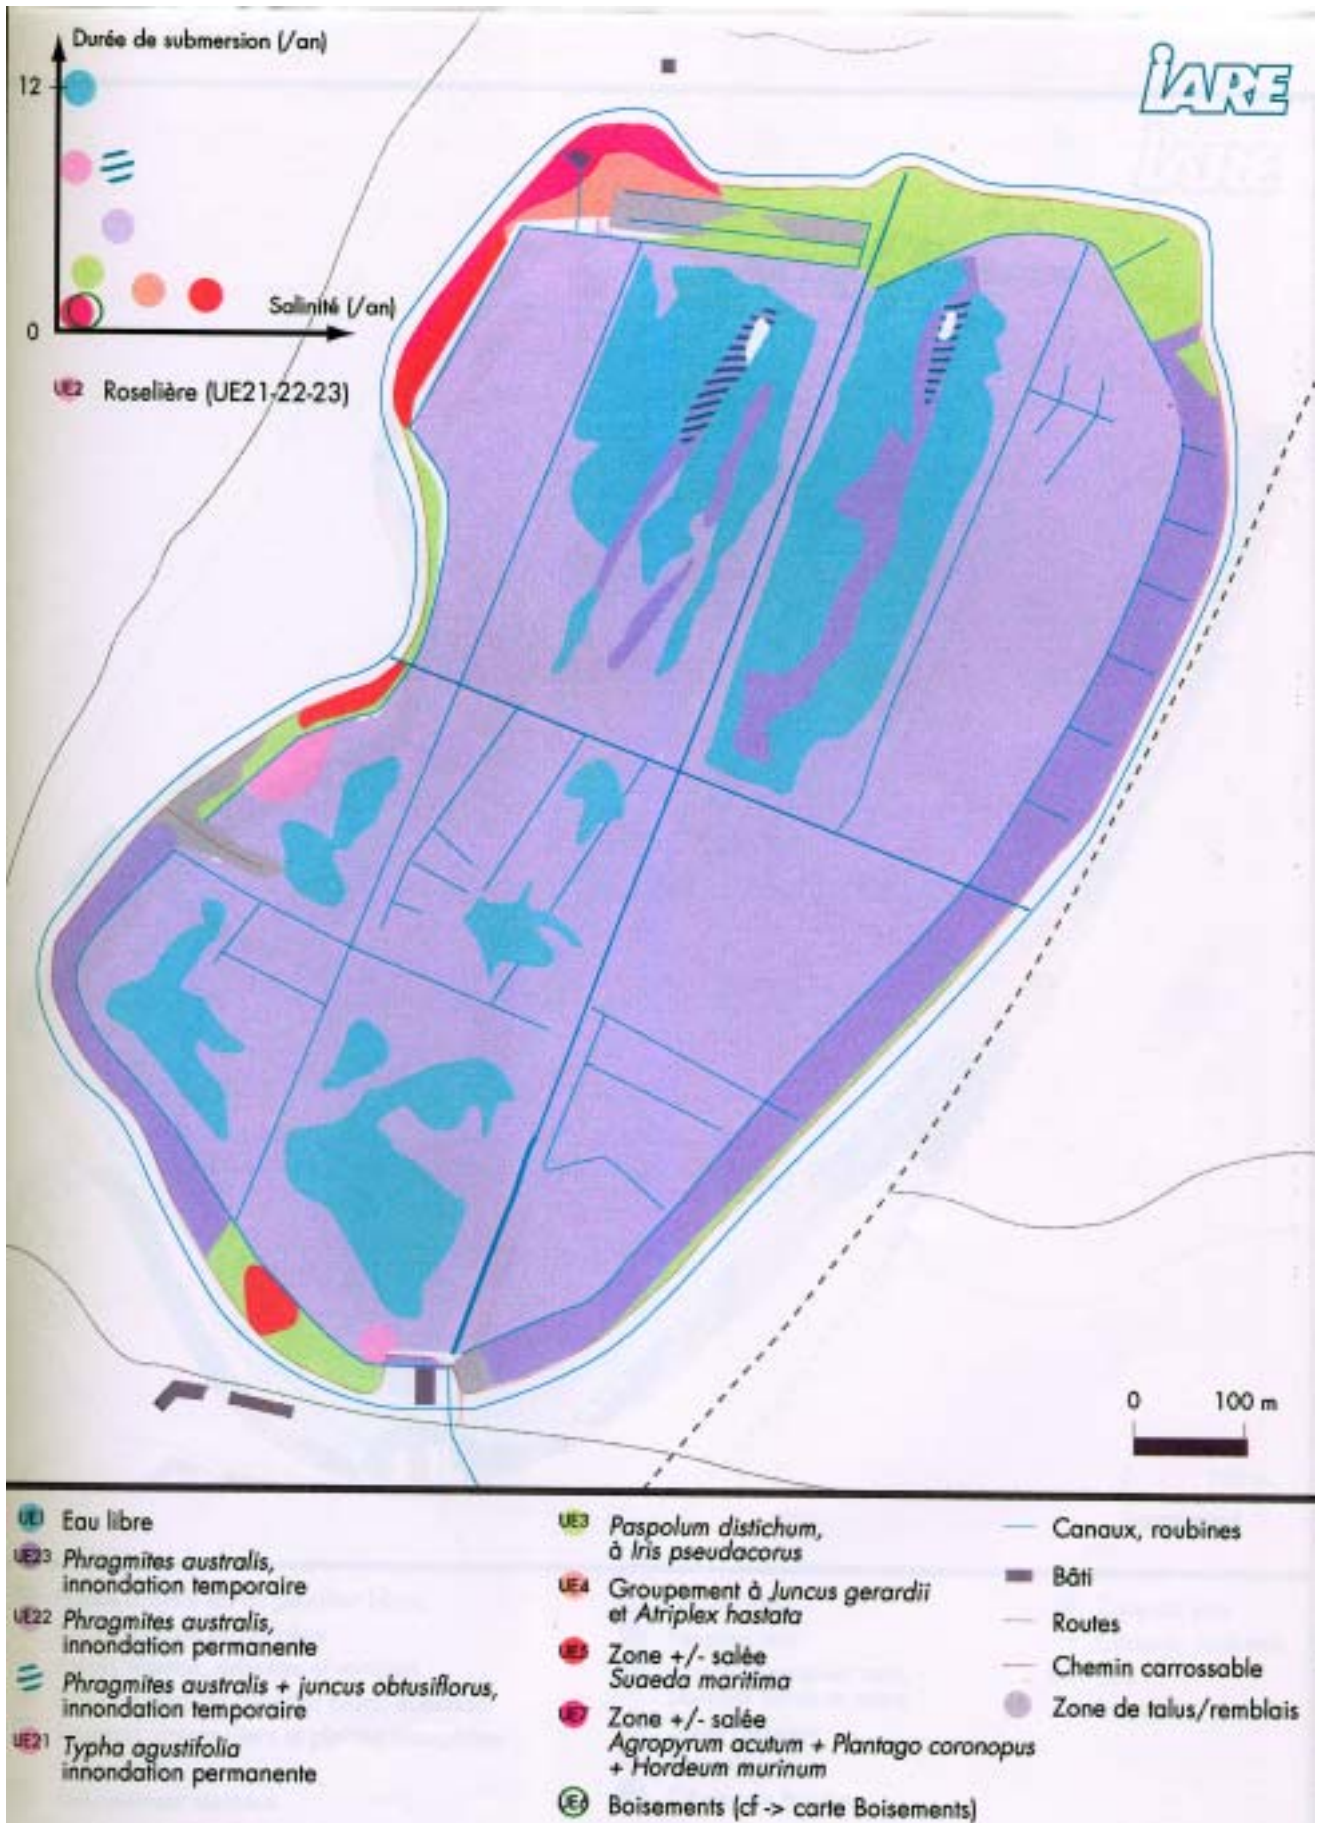 Durée de submersion (/an)
12
Salinité (/an)
0
UE2 Roselière (UE21-22-23)
iARE
0 100 m
UE1 Eau libre
UE23 Phragmites australis,
innondation temporaire
UE22 Phragmites australis,
innondation permanente
Phragmites australis + juncus obtusiflorus,
innondation temporaire
UE21 Typha agustifolia
innondation permanente
UE3 Paspolum distichum,
à Iris pseudacorus
UE4 Groupement à Juncus gerardii
et Atriplex hastata
UE5 Zone +/- salée
Suaeda maritima
UE7 Zone +/- salée
Agropyrum acutum + Plantago coronopus
+ Hordeum murinum
UE6 Boisements (cf -> carte Boisements)
Canaux, roubines
Bâti
Routes
Chemin carrossable
Zone de talus/remblais